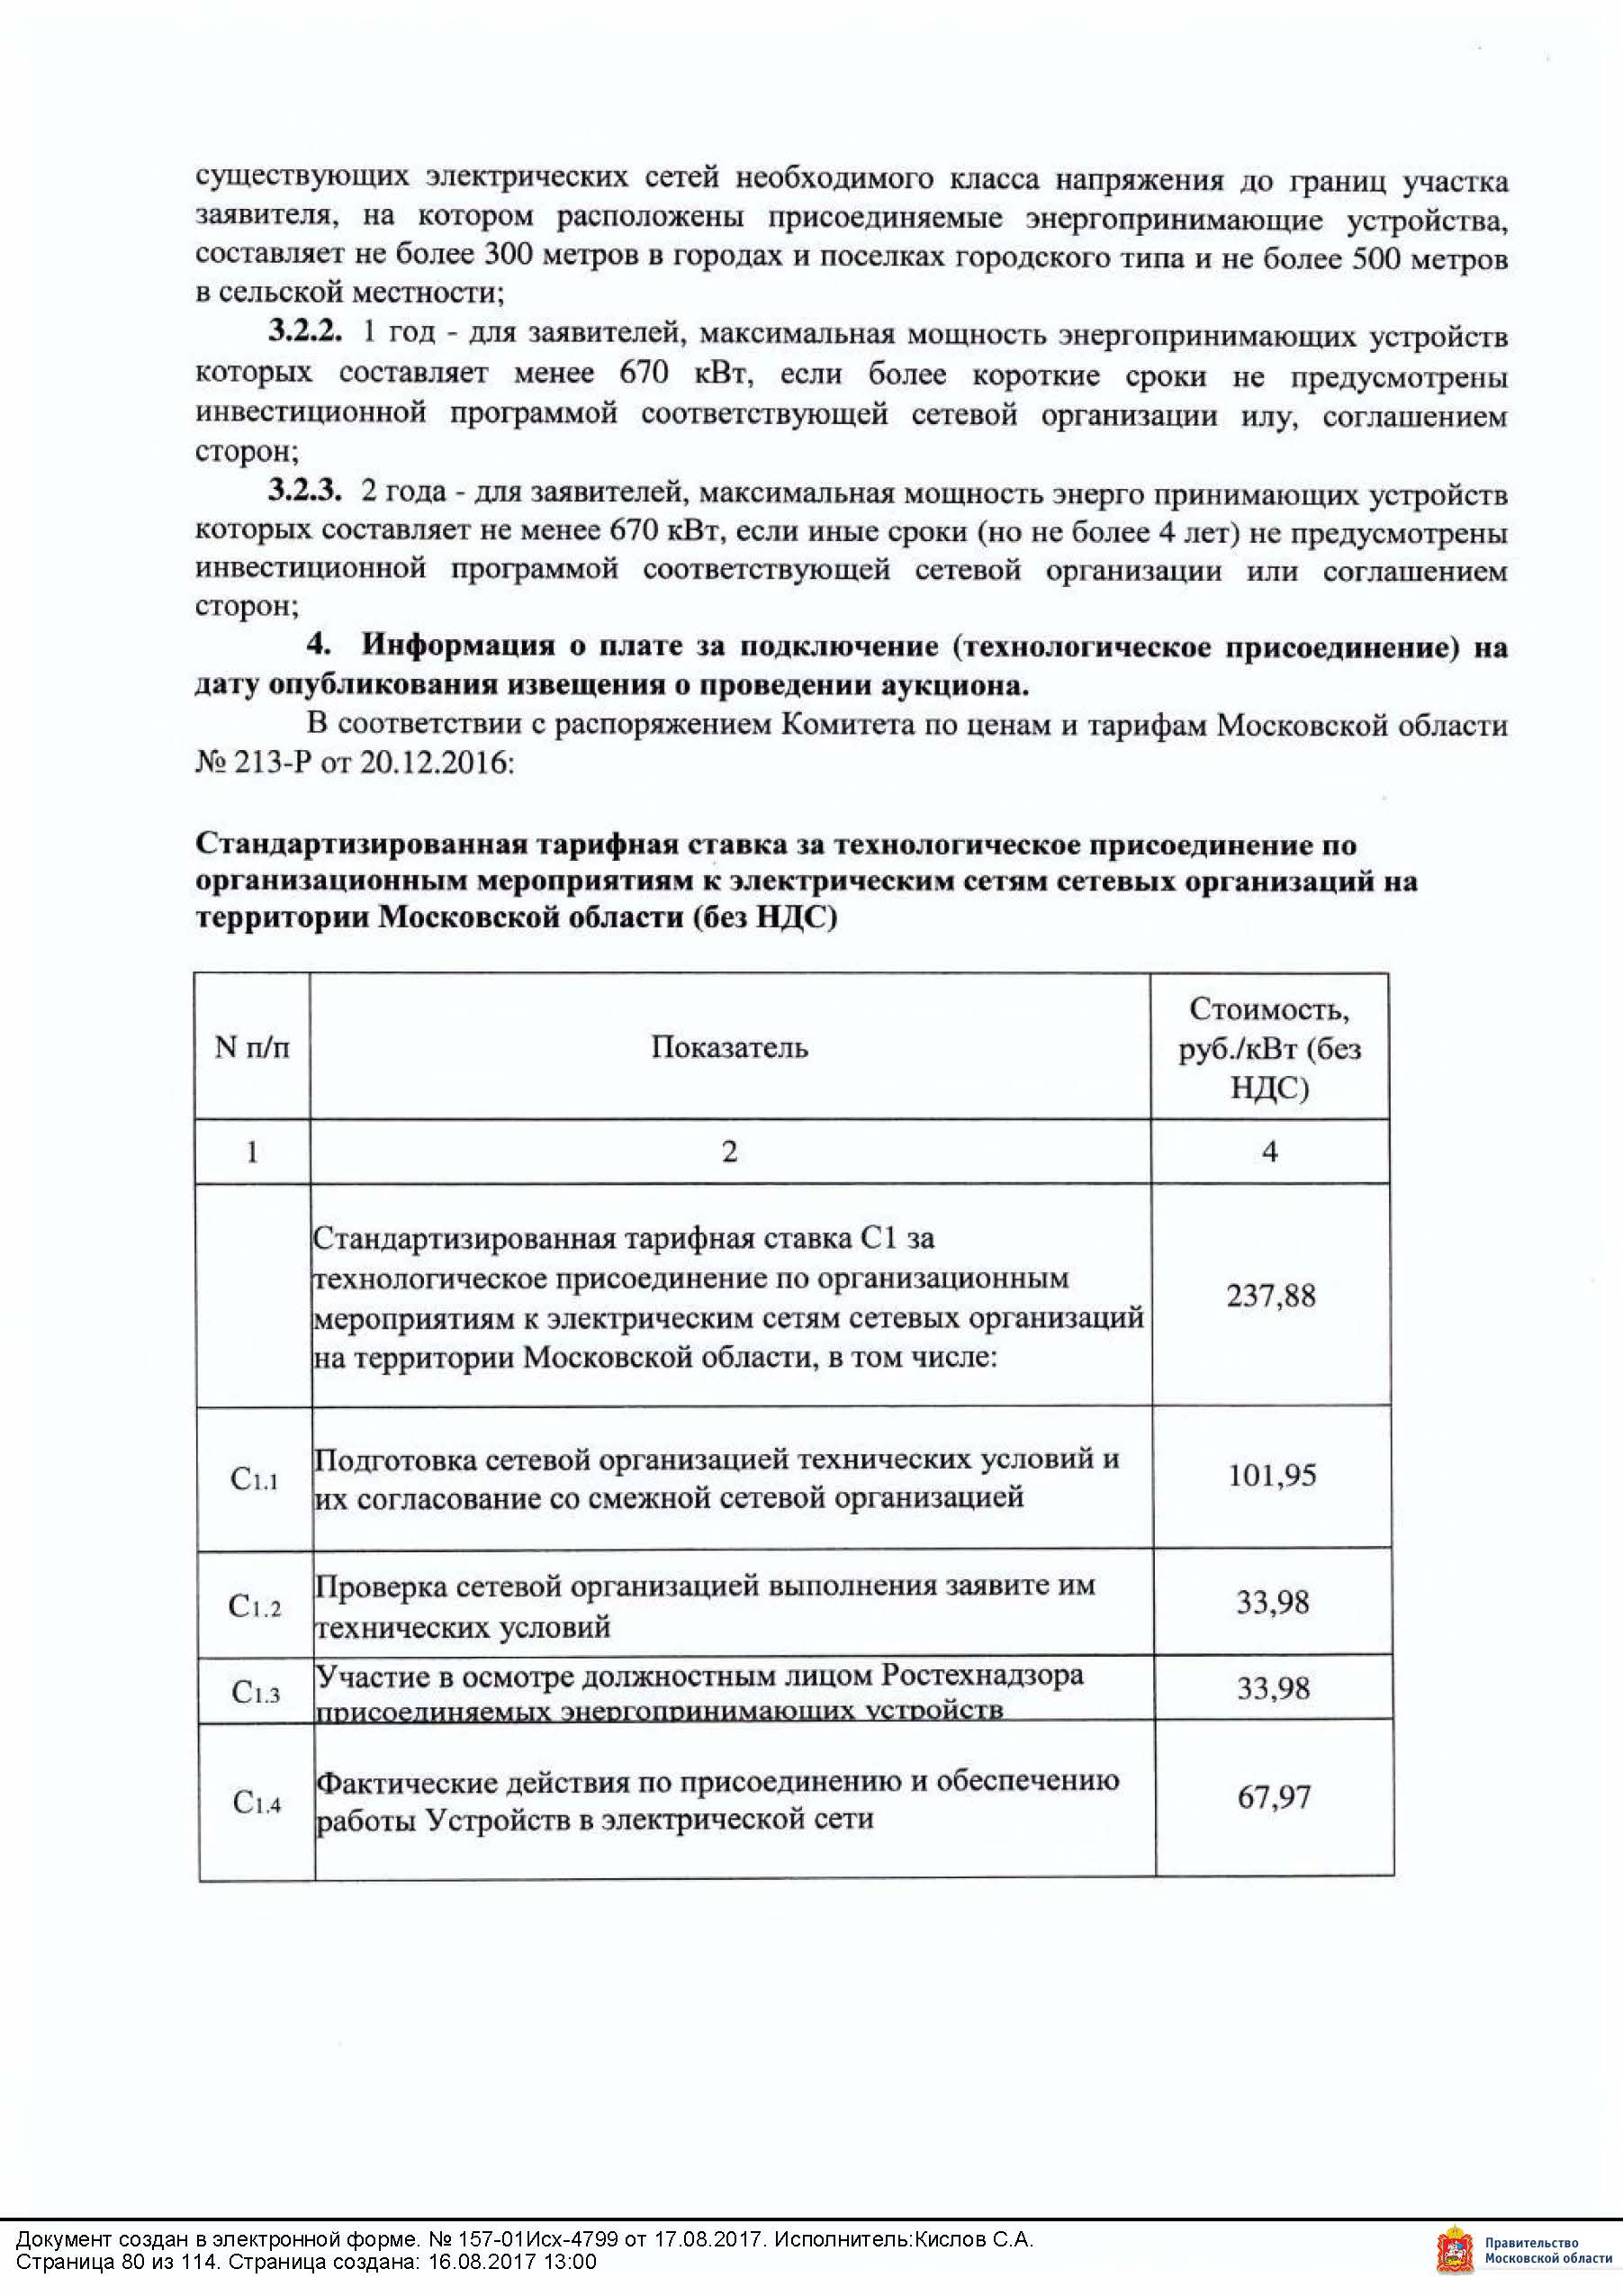 существующих электрических сетей необходимого класса напряжения до границ участка
заявителя, на котором расположены присоединяемые энергопринимающие устройства,
составляет не более 300 метров в городах и поселках городского типа и не более 500 метров
в сельской местности;
3.2.2. 1 год - для заявителей, максимальная мощность энергопринимающих устройств
которых составляет менее 670 кВт, если более короткие сроки не предусмотрены
инвестиционной программой соответствующей сетевой организации илу, соглашением
сторон;
3.2.3. 2 года - для заявителей, максимальная мощность энерго принимающих устройств
которых составляет не менее 670 кВт, если иные сроки (но не более 4 лет) не предусмотрены
инвестиционной программой соответствующей сетевой организации или соглашением
сторон;
4. Информация о плате за подключение (технологическое присоединение) на
дату опубликования извещения о проведении аукциона.
В соответствии с распоряжением Комитета по ценам и тарифам Московской области
№ 213-Р от 20.12.2016:
Стандартизированная тарифная ставка за технологическое присоединение по
организационным мероприятиям к электрическим сетям сетевых организаций на
территории Московской области (без НДС)
N п/п
Показатель
Стоимость,
руб./кВт (без
НДС)
1
2
4
Стандартизированная тарифная ставка С1 за
технологическое присоединение по организационным
мероприятиям к электрическим сетям сетевых организаций
на территории Московской области, в том числе:
237,88
С1.1
Подготовка сетевой организацией технических условий и
их согласование со смежной сетевой организацией
101,95
С1.2
Проверка сетевой организацией выполнения заявите им
технических условий
33,98
С1.3
Участие в осмотре должностным лицом Ростехнадзора
присоединяемых энергопринимающих устройств
33,98
С1.4
Фактические действия по присоединению и обеспечению
работы Устройств в электрической сети
67,97
Документ создан в электронной форме. № 157-01Исх-4799 от 17.08.2017. Исполнитель:Кислов С.А.
Страница 80 из 114. Страница создана: 16.08.2017 13:00
Правительство
Московской области